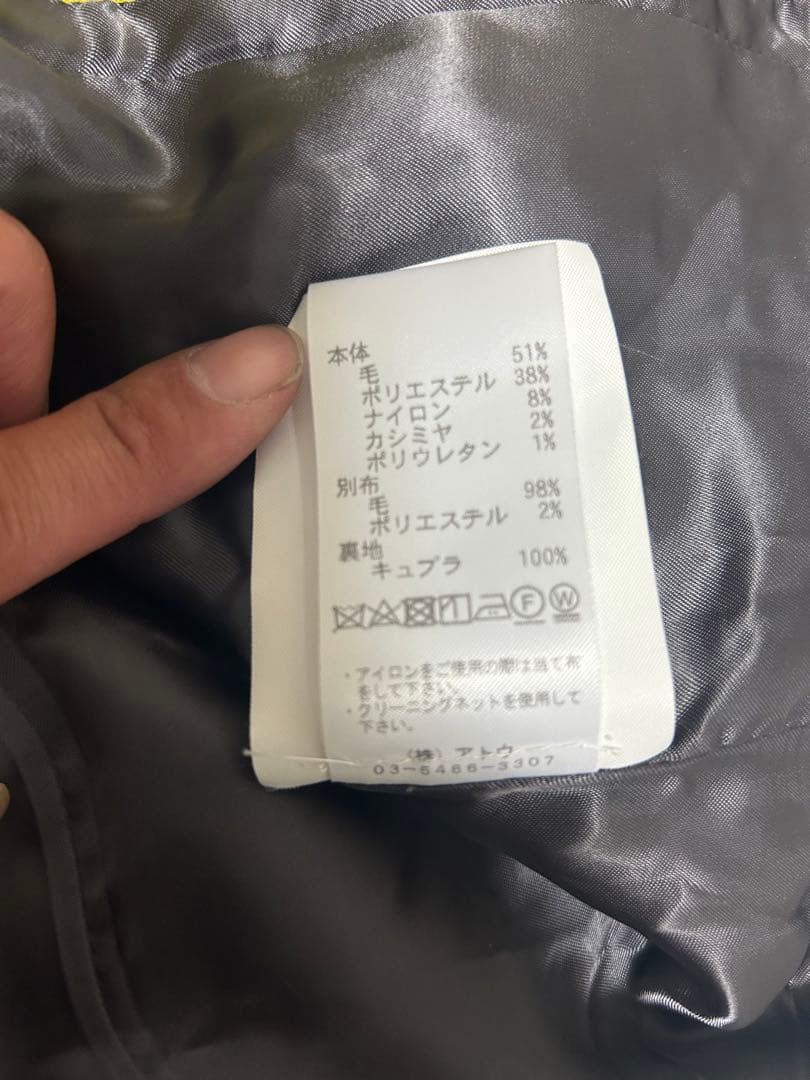 本体
毛 51%
ポリエステル 38%
ナイロン 8%
カシミヤ 2%
ポリウレタン 1%
別布
毛 98%
ポリエステル 2%
裏地
キュプラ 100%
F W
・アイロンをご使用の際は当て布
をして下さい。
・クリーニングネットを使用して
下さい。
(株) アトウ
03-5466-3307